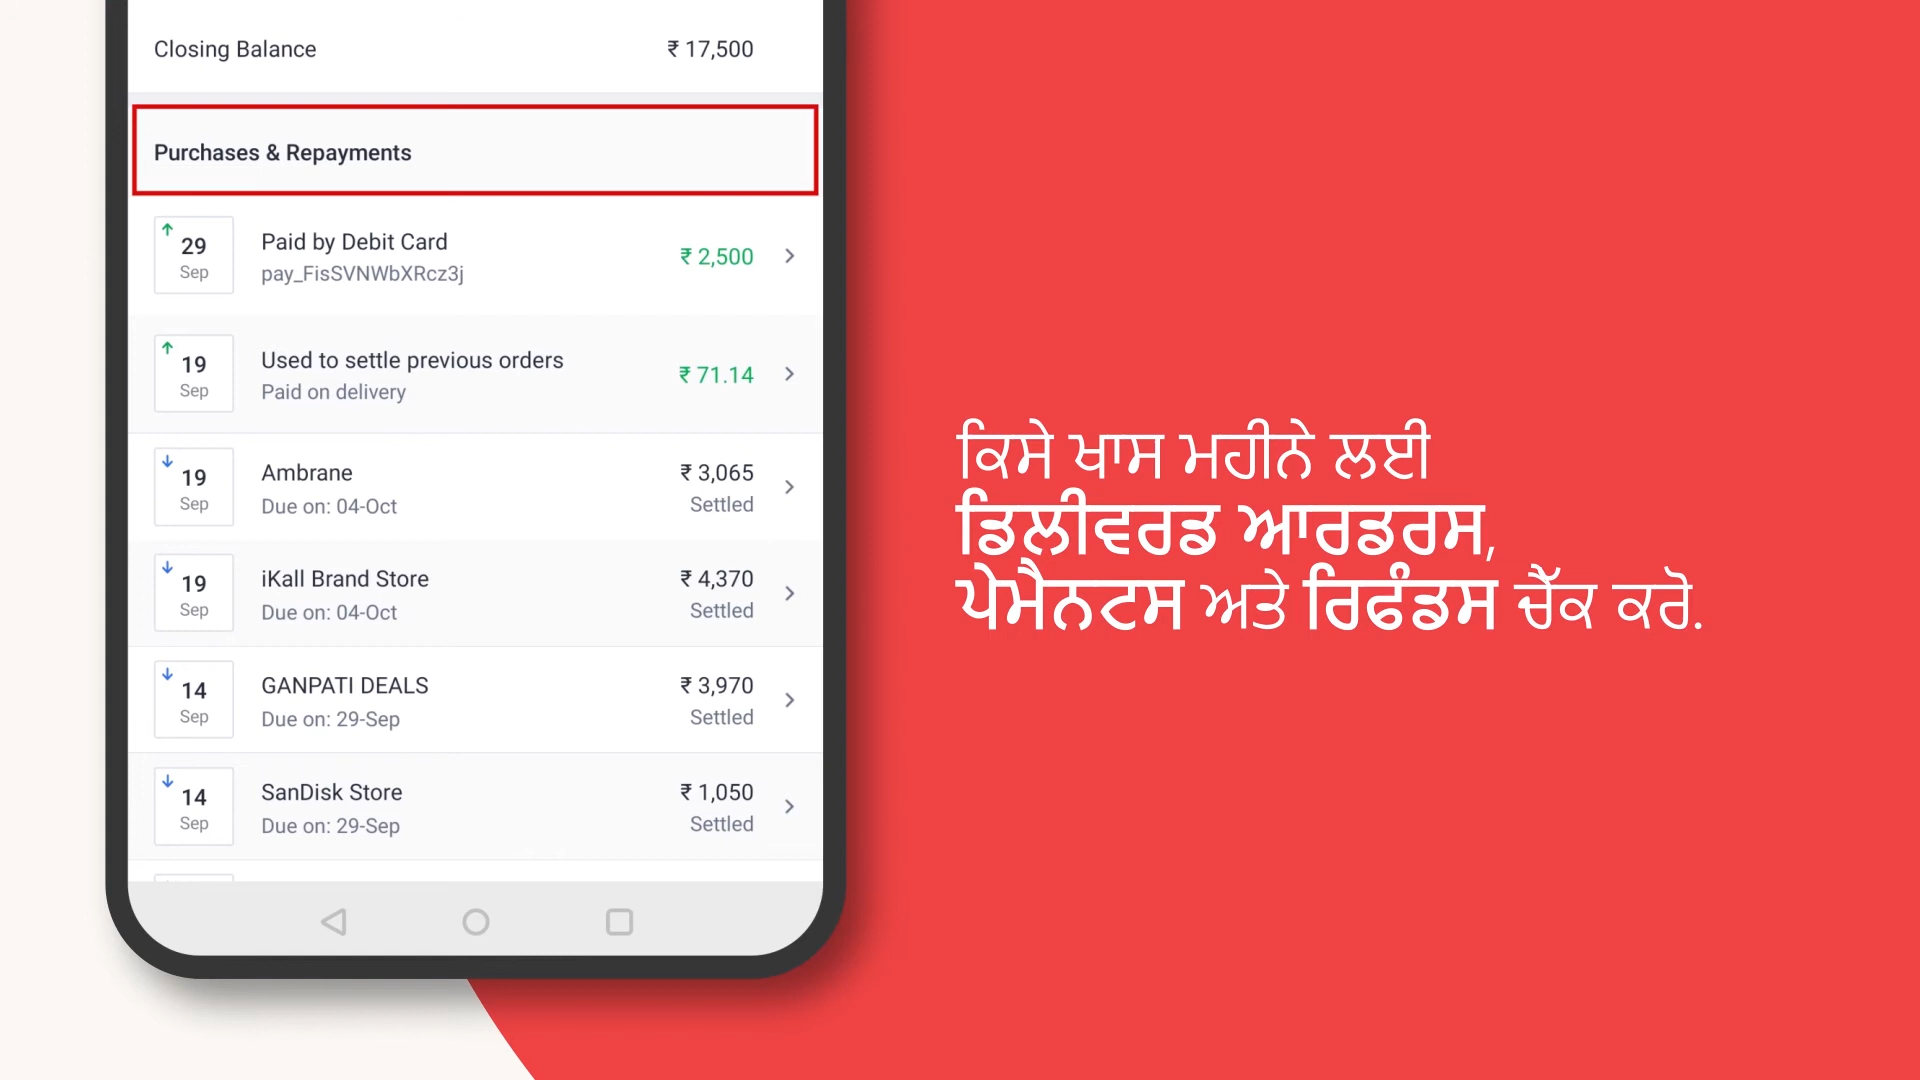 Closing Balance ₹ 17,500
Purchases & Repayments
29 Paid by Debit Card ₹ 2,500
Sep pay_FisSVNWbXRcz3j
19 Used to settle previous orders ₹ 71.14
Sep Paid on delivery
19 Ambrane ₹ 3,065
Sep Due on: 04-Oct Settled
19 iKall Brand Store ₹ 4,370
Sep Due on: 04-Oct Settled
14 GANPATI DEALS ₹ 3,970
Sep Due on: 29-Sep Settled
14 SanDisk Store ₹ 1,050
Sep Due on: 29-Sep Settled
ਕਿਸੇ ਖਾਸ ਮਹੀਨੇ ਲਈ
ਡਿਲੀਵਰਡ ਆਰਡਰਸ,
ਪੇਮੈਨਟਸ ਅਤੇ ਰਿਫੰਡਸ ਚੈੱਕ ਕਰੋ.